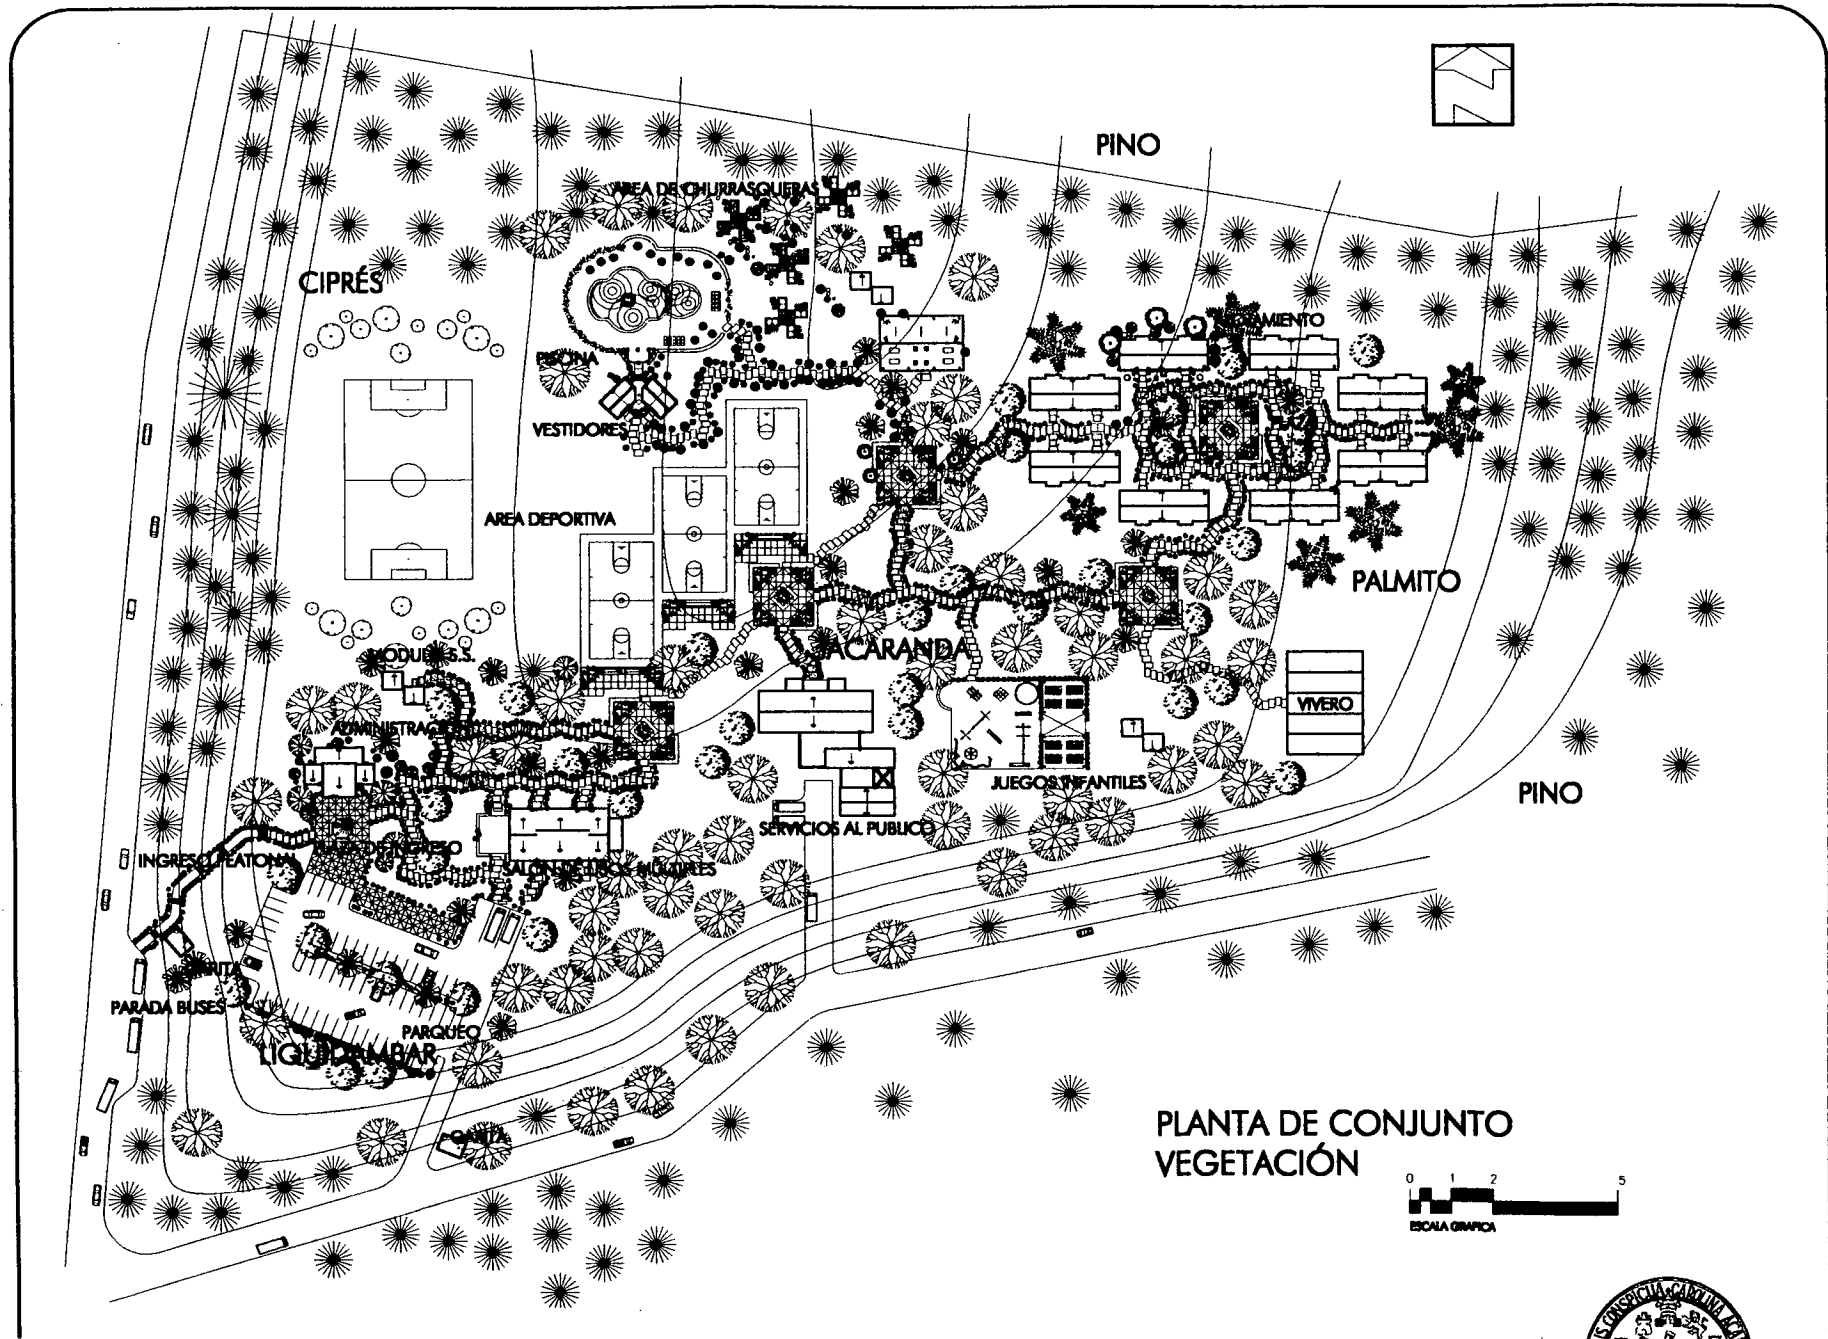 PINO
AREA DE CHURRASQUERAS
CIPRÉS
PISCINA
VESTIDORES
AREA DEPORTIVA
PALMITO
JACARANDA
MODULO S.S.
ADMINISTRACION
VIVERO
JUEGOS INFANTILES
PINO
SERVICIOS AL PUBLICO
PLAZA DE INGRESO
INGRESO PEATONAL
SALON DE USOS MULTIPLES
GARITA
PARADA BUSES
PARQUEO
LIQUIDAMBAR
GARITA
PLANTA DE CONJUNTO
VEGETACIÓN
0 1 2 5
ESCALA GRAFICA
CONSPICUA CAROLINA